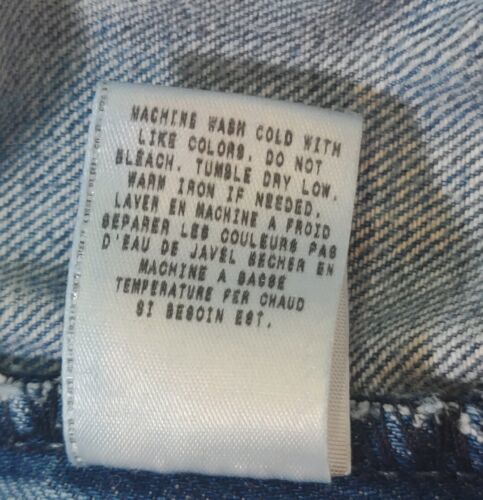 MACHINE WASH COLD WITH
LIKE COLORS. DO NOT
BLEACH. TUMBLE DRY LOW.
WARM IRON IF NEEDED.
LAVER EN MACHINE A FROID
SEPARER LES COULEURS PAS
D'EAU DE JAVEL SECHER EN
MACHINE A BASSE
TEMPERATURE FER CHAUD
SI BESOIN EST.